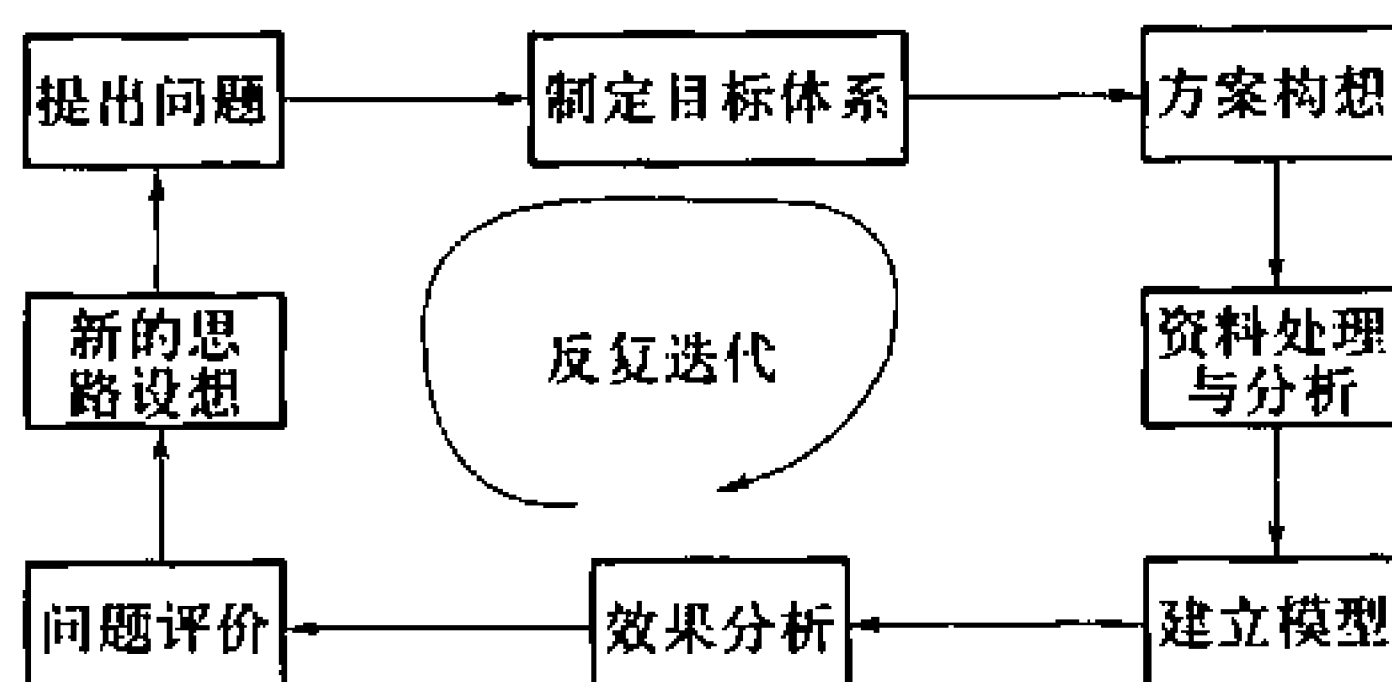 提出问题
制定目标体系
方案构想
新的思
路设想
反复迭代
资料处理
与分析
问题评价
效果分析
建立模型